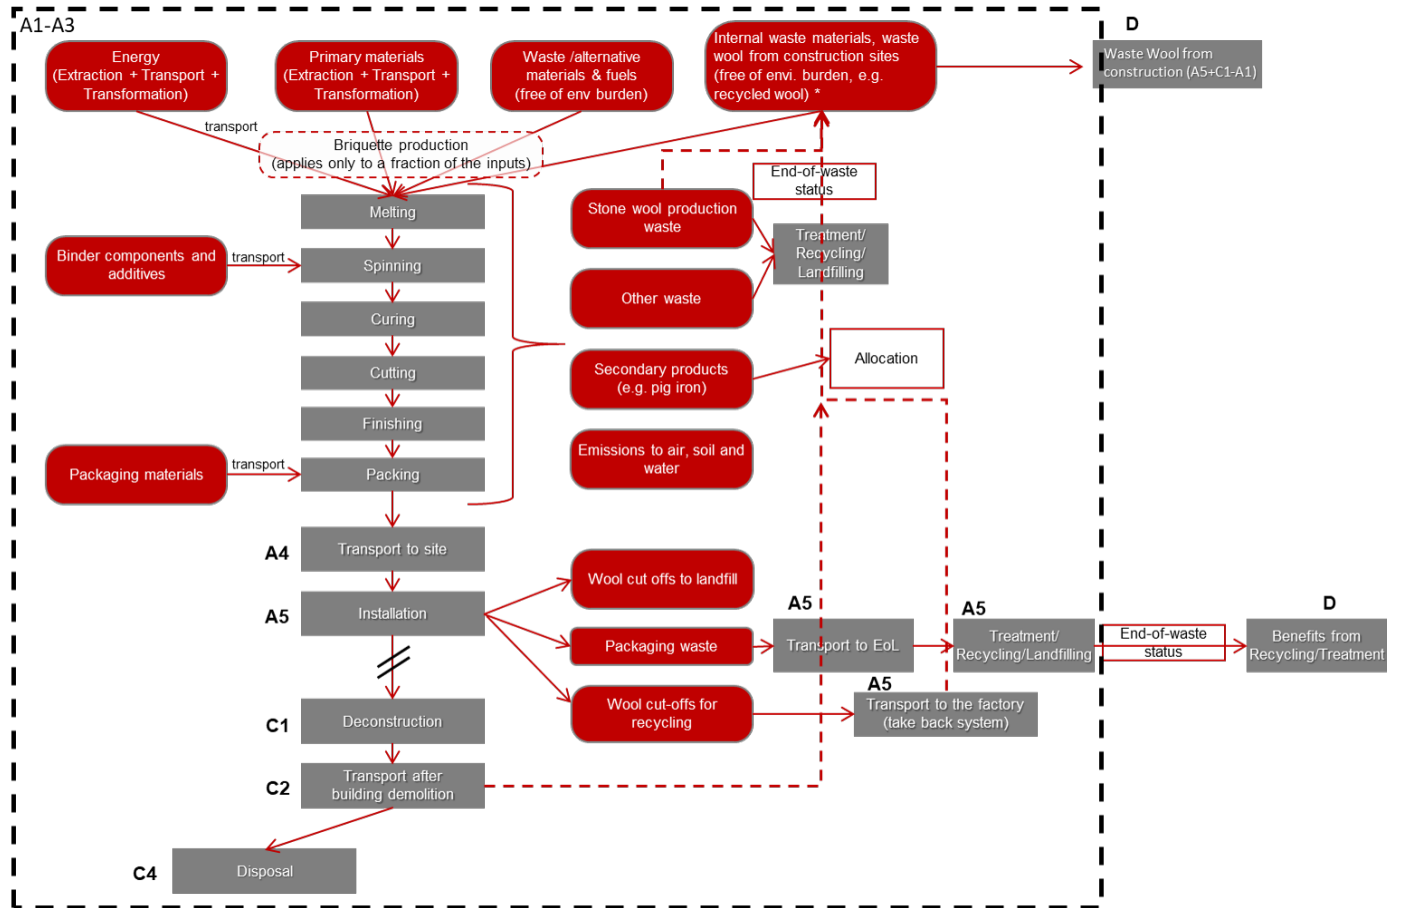 A1-A3
D
Energy
(Extraction + Transport +
Transformation)
Primary materials
(Extraction + Transport +
Transformation)
Waste /alternative
materials & fuels
(free of env burden)
Internal waste materials, waste
wool from construction sites
(free of envi. burden, e.g.
recycled wool) *
Waste Wool from
construction (A5+C1-A1)
transport
Briquette production
(applies only to a fraction of the inputs)
End-of-waste
status
Melting
Stone wool production
waste
Treatment/
Recycling/
Landfilling
Binder components and
additives
transport
Spinning
Other waste
Curing
Cutting
Secondary products
(e.g. pig iron)
Allocation
Finishing
Emissions to air, soil and
water
Packaging materials
transport
Packing
A4
Transport to site
Wool cut offs to landfill
A5
Installation
A5
A5
D
Packaging waste
Transport to EoL
Treatment/
Recycling/Landfilling
End-of-waste
status
Benefits from
Recycling/Treatment
A5
Wool cut-offs for
recycling
Transport to the factory
(take back system)
C1
Deconstruction
C2
Transport after
building demolition
C4
Disposal